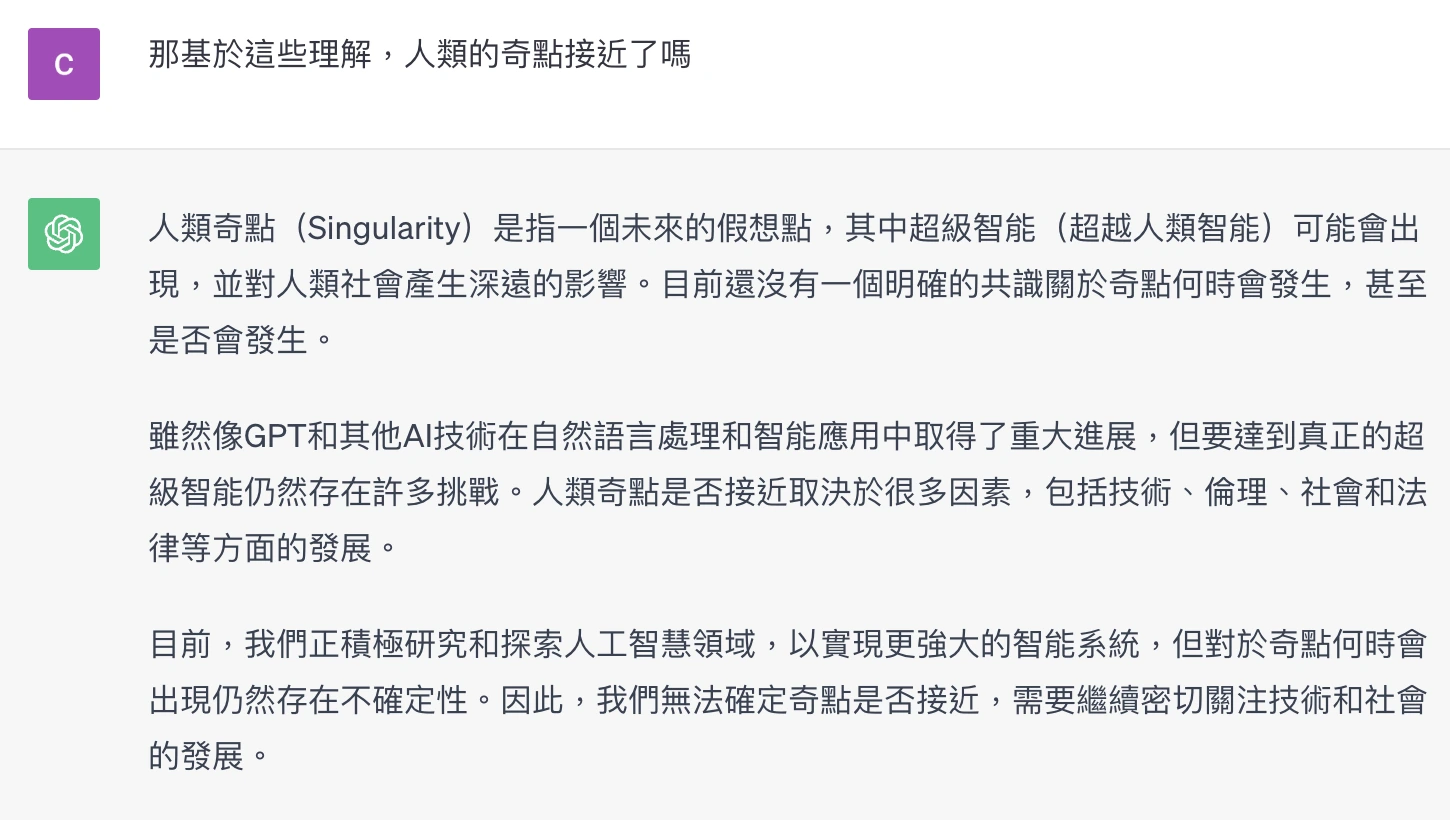 C
那基於這些理解，人類的奇點接近了嗎
人類奇點（Singularity）是指一個未來的假想點，其中超級智能（超越人類智能）可能會出
現，並對人類社會產生深遠的影響。目前還沒有一個明確的共識關於奇點何時會發生，甚至
是否會發生。
雖然像GPT和其他AI技術在自然語言處理和智能應用中取得了重大進展，但要達到真正的超
級智能仍然存在許多挑戰。人類奇點是否接近取決於很多因素，包括技術、倫理、社會和法
律等方面的發展。
目前，我們正積極研究和探索人工智慧領域，以實現更強大的智能系統，但對於奇點何時會
出現仍然存在不確定性。因此，我們無法確定奇點是否接近，需要繼續密切關注技術和社會
的發展。